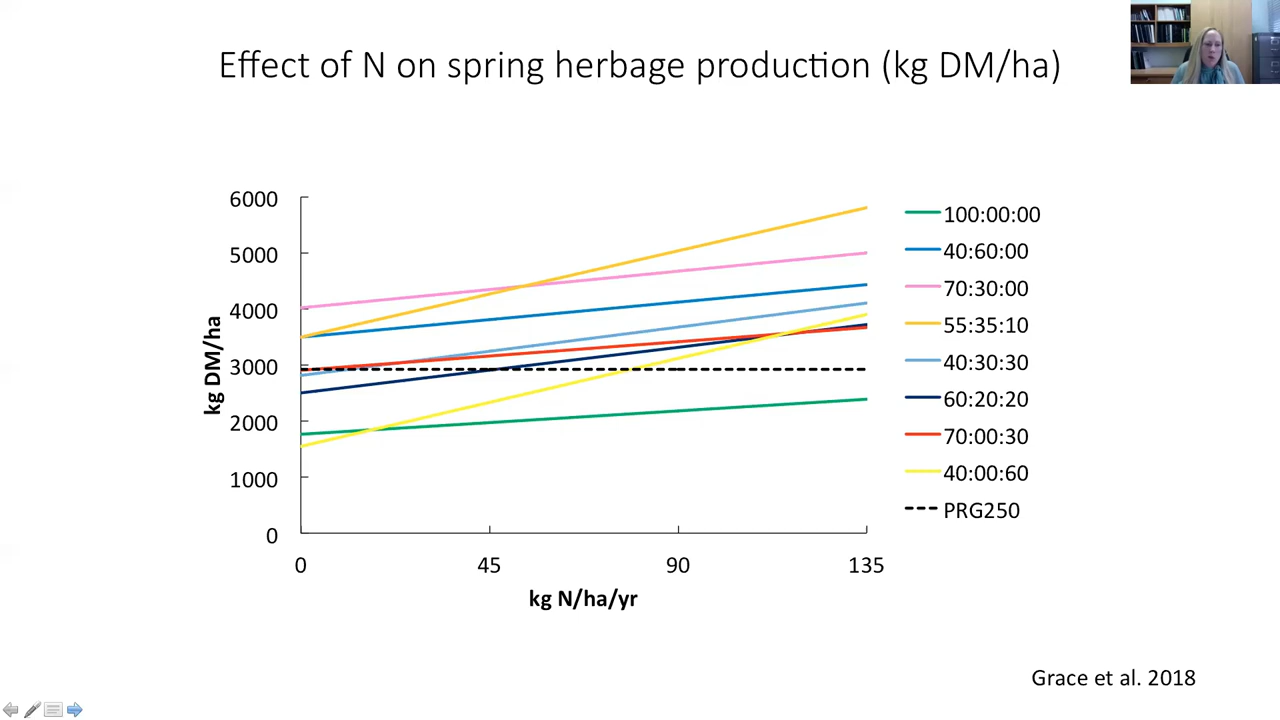 Effect of N on spring herbage production (kg DM/ha)
6000
5000
4000
3000
2000
1000
0
kg DM/ha
0 45 90 135
kg N/ha/yr
100:00:00
40:60:00
70:30:00
55:35:10
40:30:30
60:20:20
70:00:30
40:00:60
PRG250
Grace et al. 2018